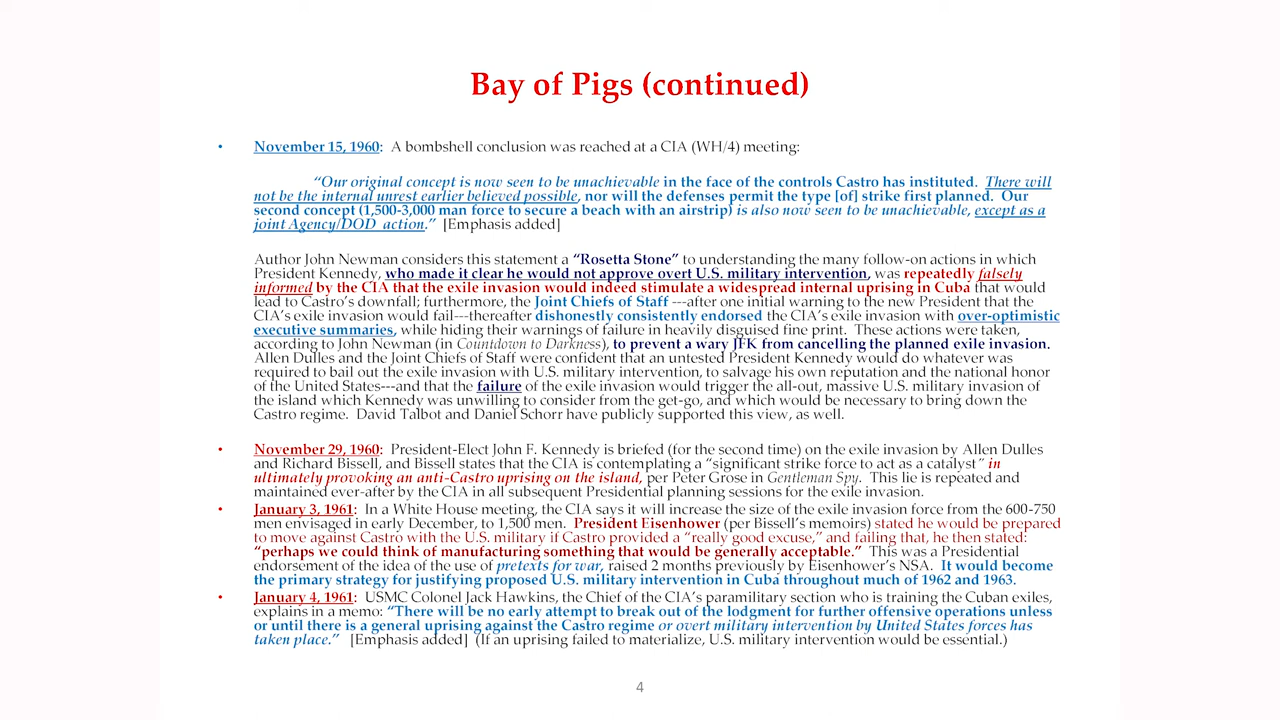 Bay of Pigs (continued)
• November 15, 1960: A bombshell conclusion was reached at a CIA (WH/4) meeting:
“Our original concept is now seen to be unachievable in the face of the controls Castro has instituted. There will
not be the internal unrest earlier believed possible, nor will the defenses permit the type [of] strike first planned. Our
second concept (1,500-3,000 man force to secure a beach with an airstrip) is also now seen to be unachievable, except as a
joint Agency/DOD action.” [Emphasis added]
Author John Newman considers this statement a “Rosetta Stone” to understanding the many follow-on actions in which
President Kennedy, who made it clear he would not approve overt U.S. military intervention, was repeatedly falsely
informed by the CIA that the exile invasion would indeed stimulate a widespread internal uprising in Cuba that would
lead to Castro’s downfall; furthermore, the Joint Chiefs of Staff ---after one initial warning to the new President that the
CIA’s exile invasion would fail---thereafter dishonestly consistently endorsed the CIA’s exile invasion with over-optimistic
executive summaries, while hiding their warnings of failure in heavily disguised fine print. These actions were taken,
according to John Newman (in Countdown to Darkness), to prevent a wary JFK from cancelling the planned exile invasion.
Allen Dulles and the Joint Chiefs of Staff were confident that an untested President Kennedy would do whatever was
required to bail out the exile invasion with U.S. military intervention, to salvage his own reputation and the national honor
of the United States---and that the failure of the exile invasion would trigger the all-out, massive U.S. military invasion of
the island which Kennedy was unwilling to consider from the get-go, and which would be necessary to bring down the
Castro regime. David Talbot and Daniel Schorr have publicly supported this view, as well.
• November 29, 1960: President-Elect John F. Kennedy is briefed (for the second time) on the exile invasion by Allen Dulles
and Richard Bissell, and Bissell states that the CIA is contemplating a “significant strike force to act as a catalyst” in
ultimately provoking an anti-Castro uprising on the island, per Peter Grose in Gentleman Spy. This lie is repeated and
maintained ever-after by the CIA in all subsequent Presidential planning sessions for the exile invasion.
• January 3, 1961: In a White House meeting, the CIA says it will increase the size of the exile invasion force from the 600-750
men envisaged in early December, to 1,500 men. President Eisenhower (per Bissell’s memoirs) stated he would be prepared
to move against Castro with the U.S. military if Castro provided a “really good excuse,” and failing that, he then stated:
“perhaps we could think of manufacturing something that would be generally acceptable.” This was a Presidential
endorsement of the idea of the use of pretexts for war, raised 2 months previously by Eisenhower’s NSA. It would become
the primary strategy for justifying proposed U.S. military intervention in Cuba throughout much of 1962 and 1963.
• January 4, 1961: USMC Colonel Jack Hawkins, the Chief of the CIA’s paramilitary section who is training the Cuban exiles,
explains in a memo: “There will be no early attempt to break out of the lodgment for further offensive operations unless
or until there is a general uprising against the Castro regime or overt military intervention by United States forces has
taken place.” [Emphasis added] (If an uprising failed to materialize, U.S. military intervention would be essential.)
4